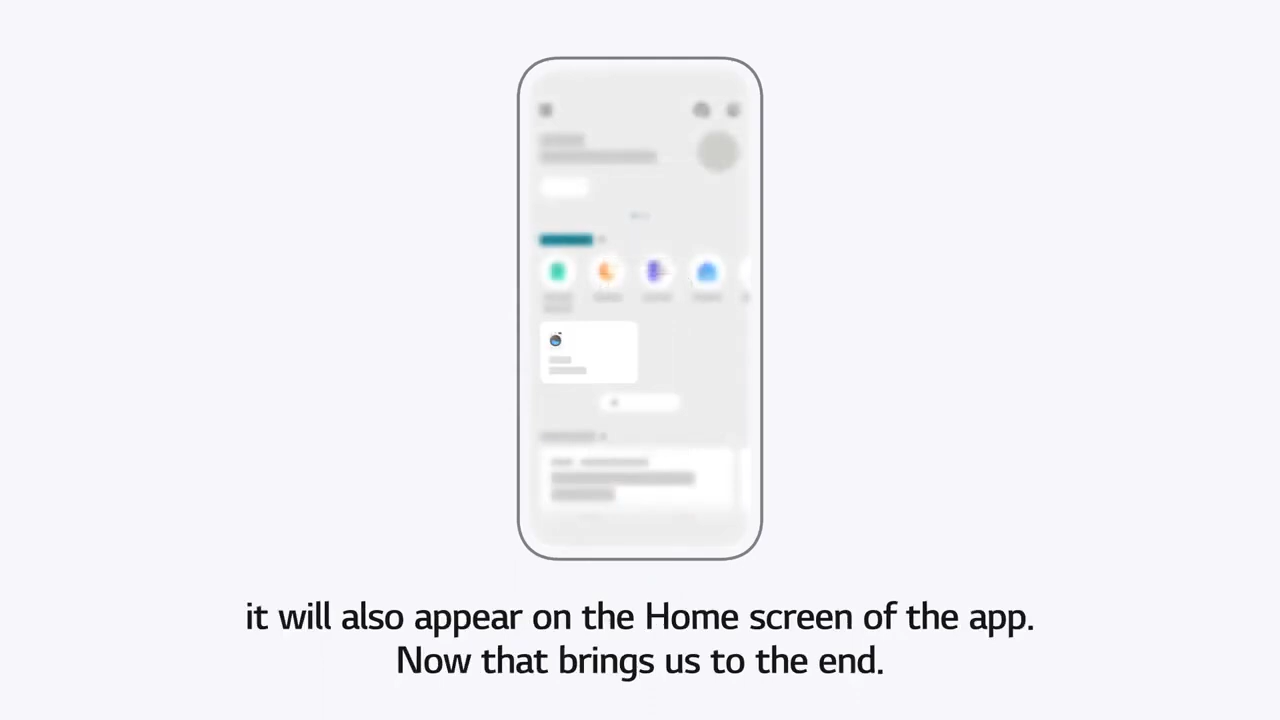 it will also appear on the Home screen of the app.
Now that brings us to the end.